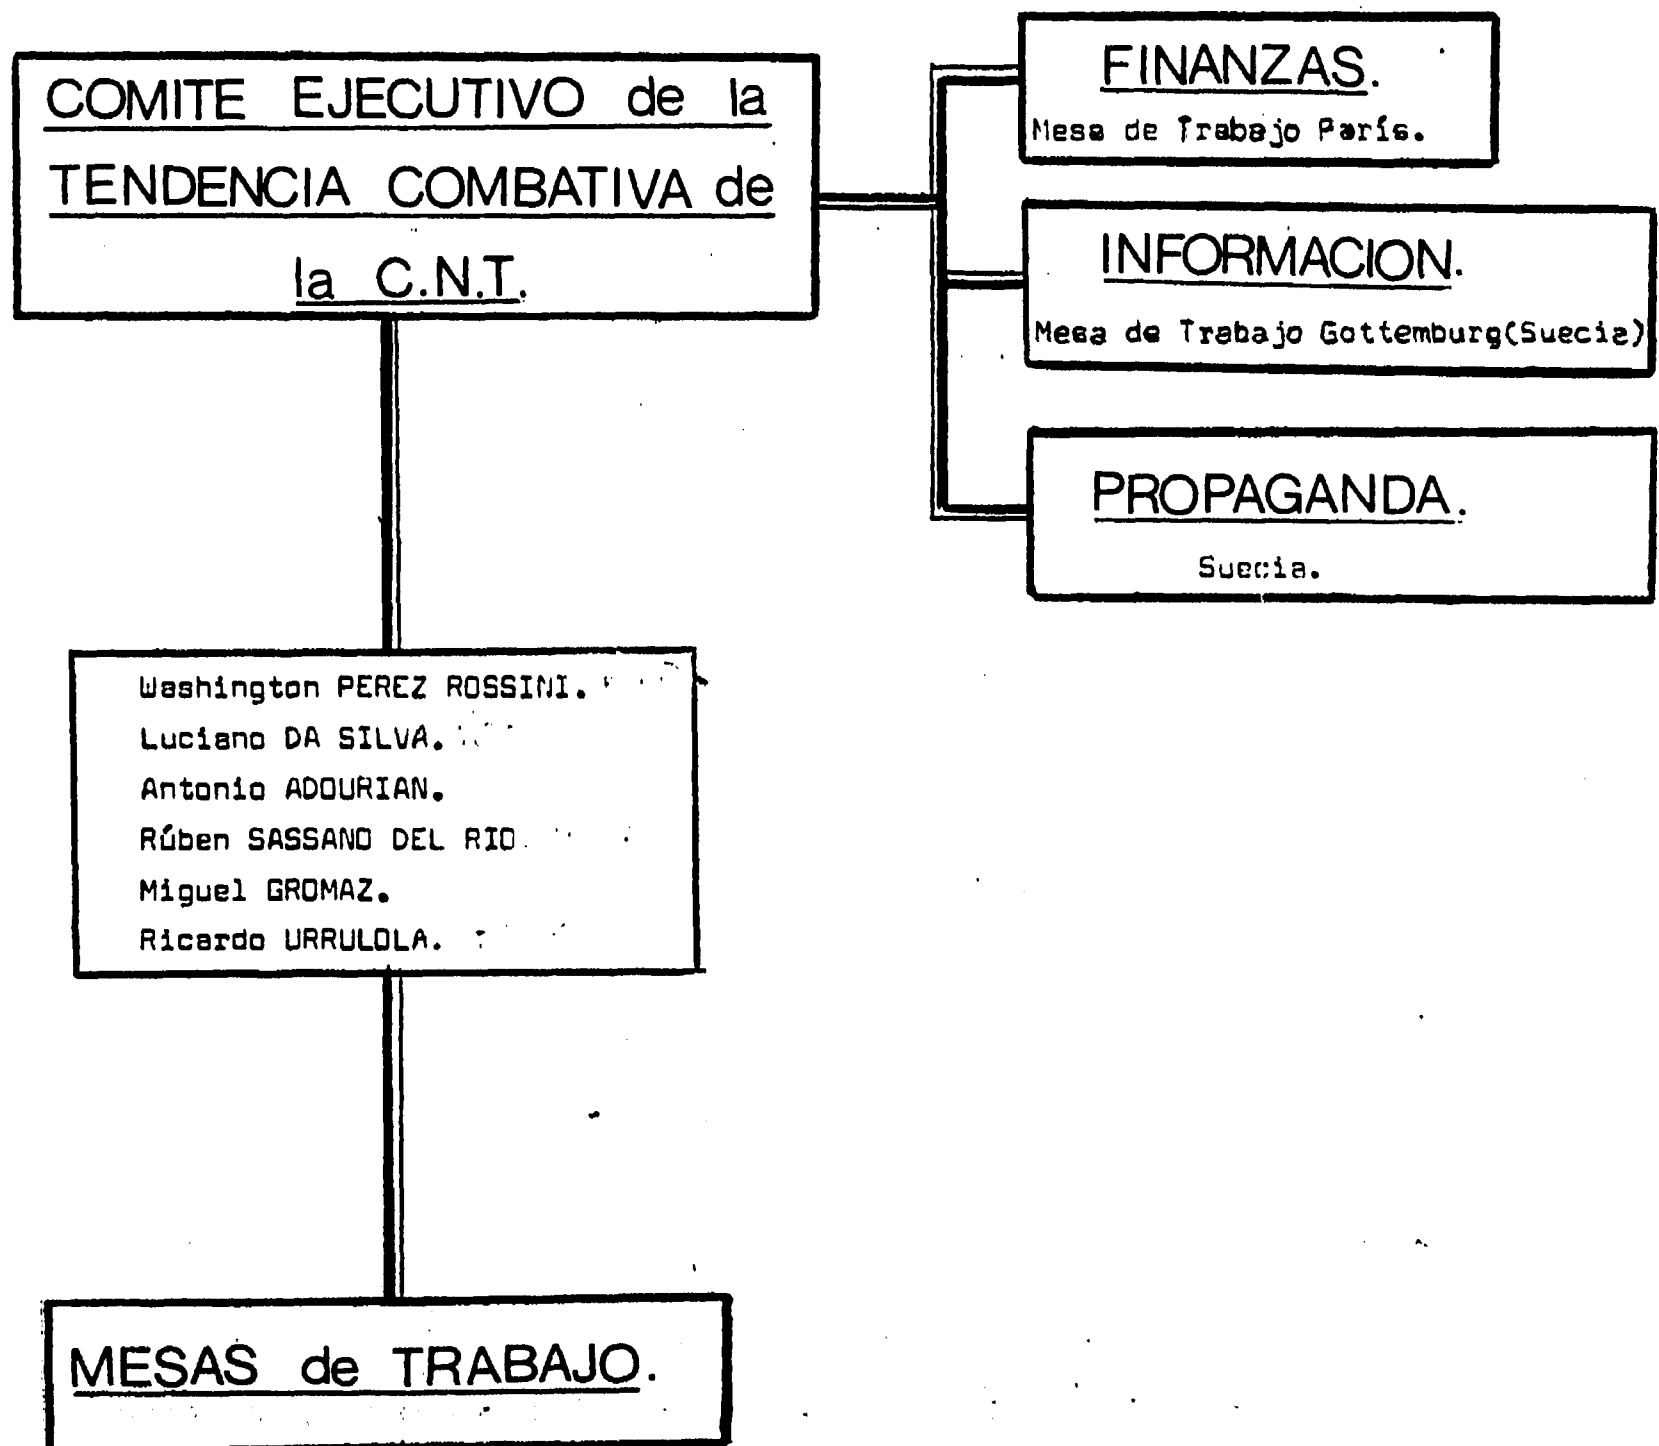 COMITE EJECUTIVO de la
TENDENCIA COMBATIVA de
la C.N.T.
FINANZAS.
Mesa de Trabajo París.
INFORMACION.
Mesa de Trabajo Gottemburg(Suecia)
PROPAGANDA.
Suecia.
Washington PEREZ ROSSINI.
Luciano DA SILVA.
Antonio ADOURIAN.
Rúben SASSANO DEL RIO.
Miguel GROMAZ.
Ricardo URRULOLA.
MESAS de TRABAJO.